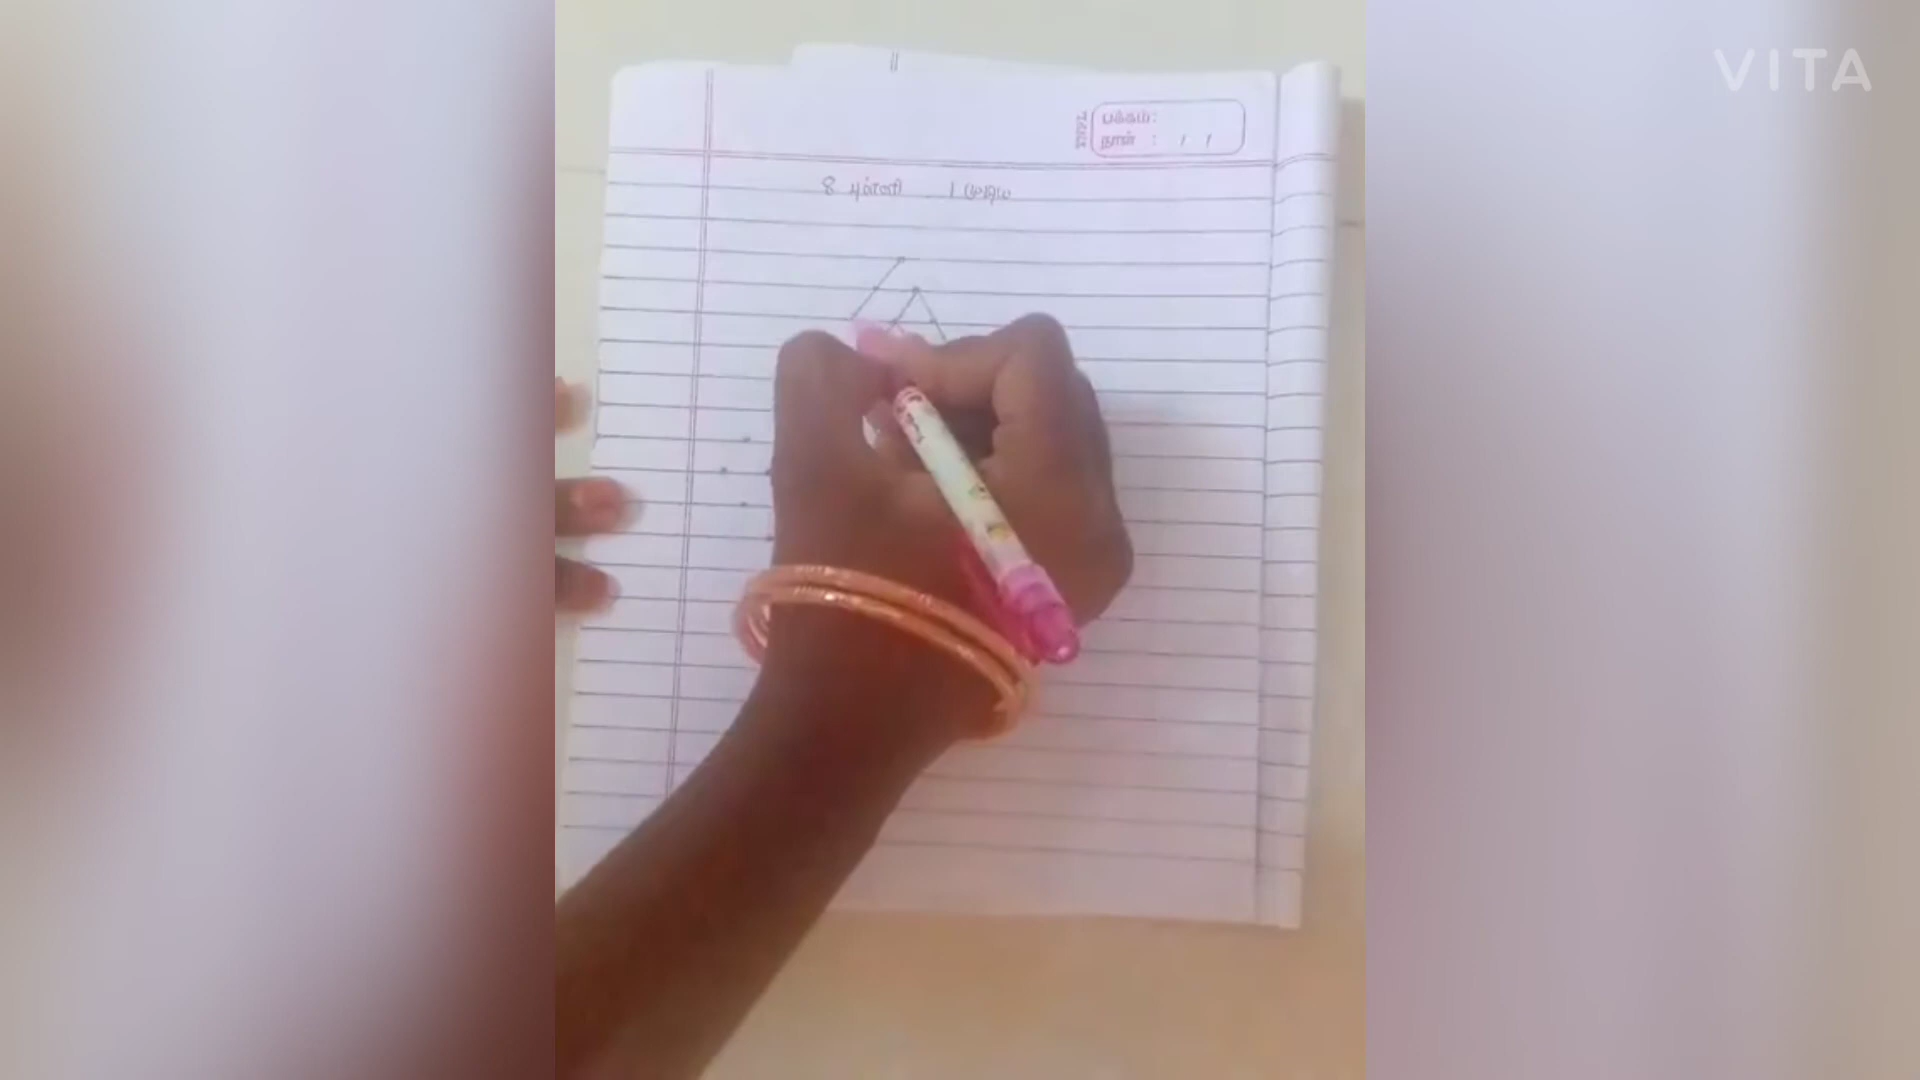 VITA
பக்கம் :
நாள் : / /
8 புள்ளி 1 முடிய